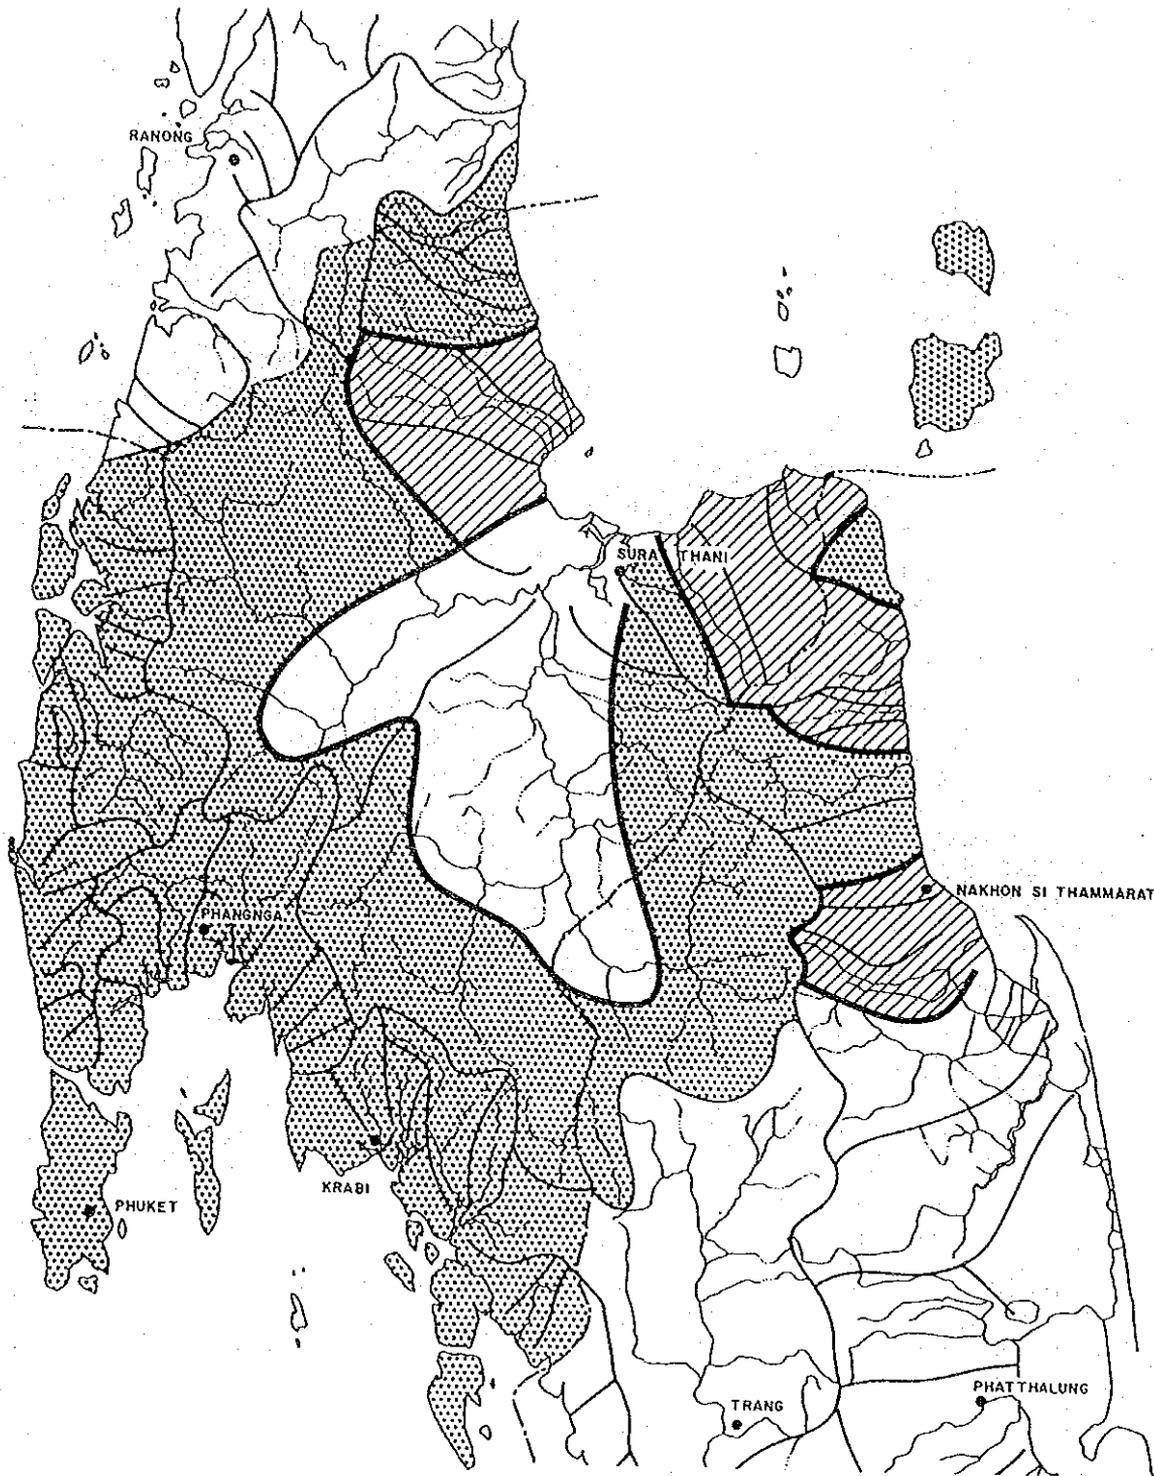 RANONG
SURA THANI
NAKHON SI THAMMARAT
PHANGNGA
KRABI
PHUKET
PHATTHALUNG
TRANG